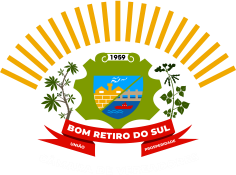 1959
BOM RETIRO DO SUL
UNIÃO
PROSPERIDADE